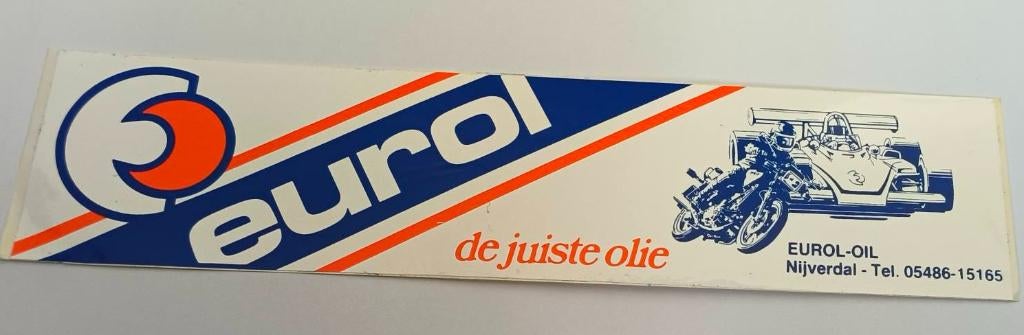 eurol
de juiste olie
EUROL-OIL
Nijverdal - Tel. 05486-15165